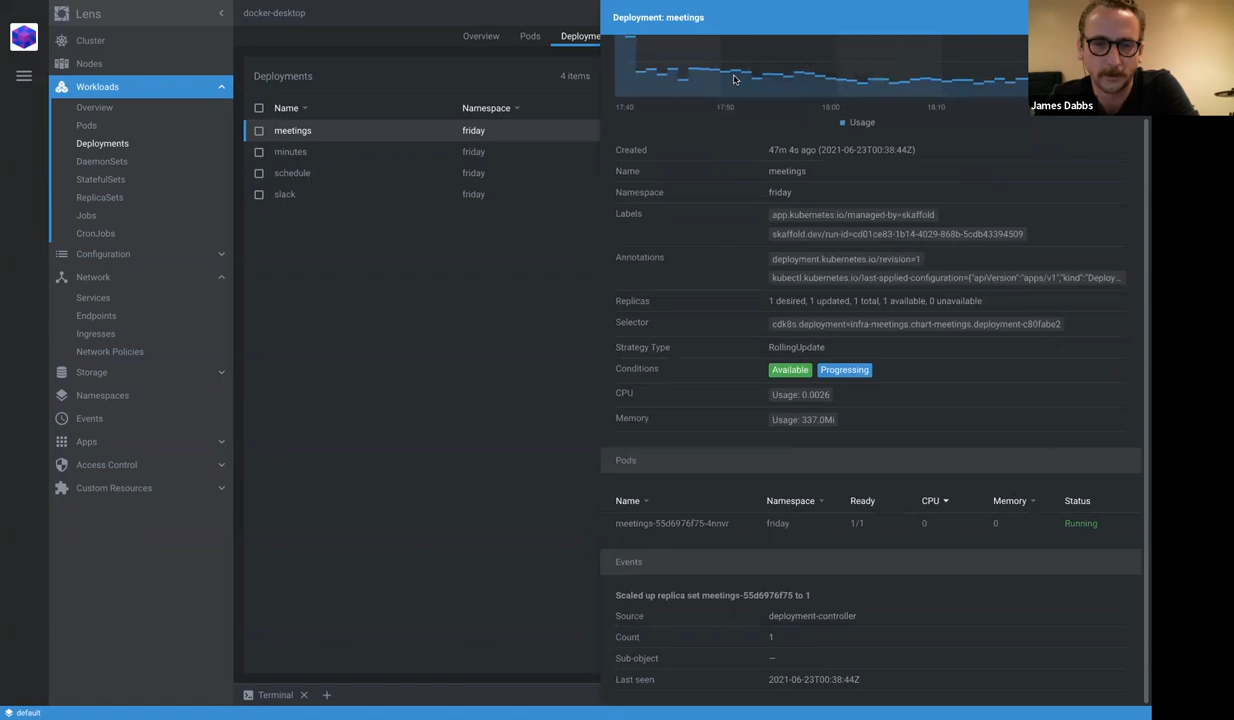 Lens
Cluster
Nodes
Workloads
Overview
Pods
Deployments
DaemonSets
StatefulSets
ReplicaSets
Jobs
CronJobs
Configuration
Network
Services
Endpoints
Ingresses
Network Policies
Storage
Namespaces
Events
Apps
Access Control
Custom Resources
docker-desktop
Overview Pods Deployme
Deployments 4 items
Name Namespace
meetings friday
minutes friday
schedule friday
slack friday
Terminal
default
Deployment: meetings
17:40 17:50 18:00 18:10
Usage
Created 47m 4s ago (2021-06-23T00:38:44Z)
Name meetings
Namespace friday
Labels app.kubernetes.io/managed-by=skaffold
skaffold.dev/run-id=cd01ce83-1b14-4029-868b-5cdb43394509
Annotations deployment.kubernetes.io/revision=1
kubectl.kubernetes.io/last-applied-configuration={"apiVersion":"apps/v1","kind":"Deploy...
Replicas 1 desired, 1 updated, 1 total, 1 available, 0 unavailable
Selector cdk8s.deployment=infra-meetings.chart-meetings.deployment-c80fabe2
Strategy Type RollingUpdate
Conditions Available Progressing
CPU Usage: 0.0026
Memory Usage: 337.0Mi
Pods
Name Namespace Ready CPU Memory Status
meetings-55d6976f75-4nnvr friday 1/1 0 0 Running
Events
Scaled up replica set meetings-55d6976f75 to 1
Source deployment-controller
Count 1
Sub-object —
Last seen 2021-06-23T00:38:44Z
James Dabbs